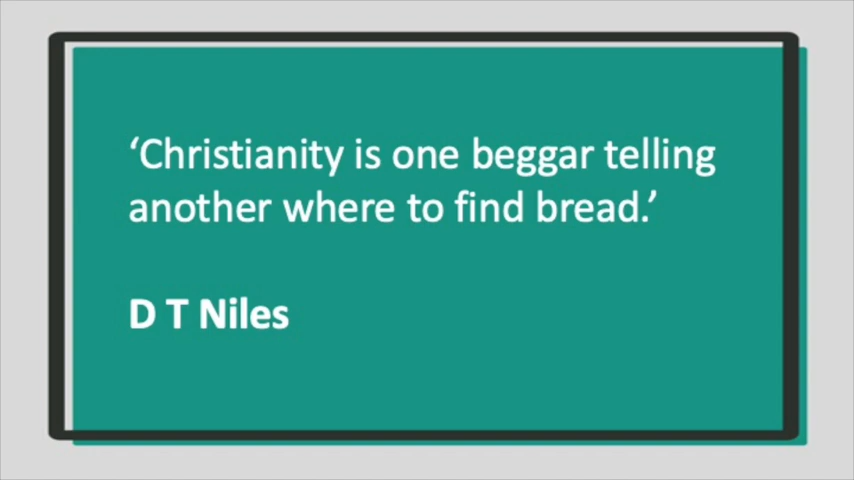 ‘Christianity is one beggar telling
another where to find bread.’
D T Niles